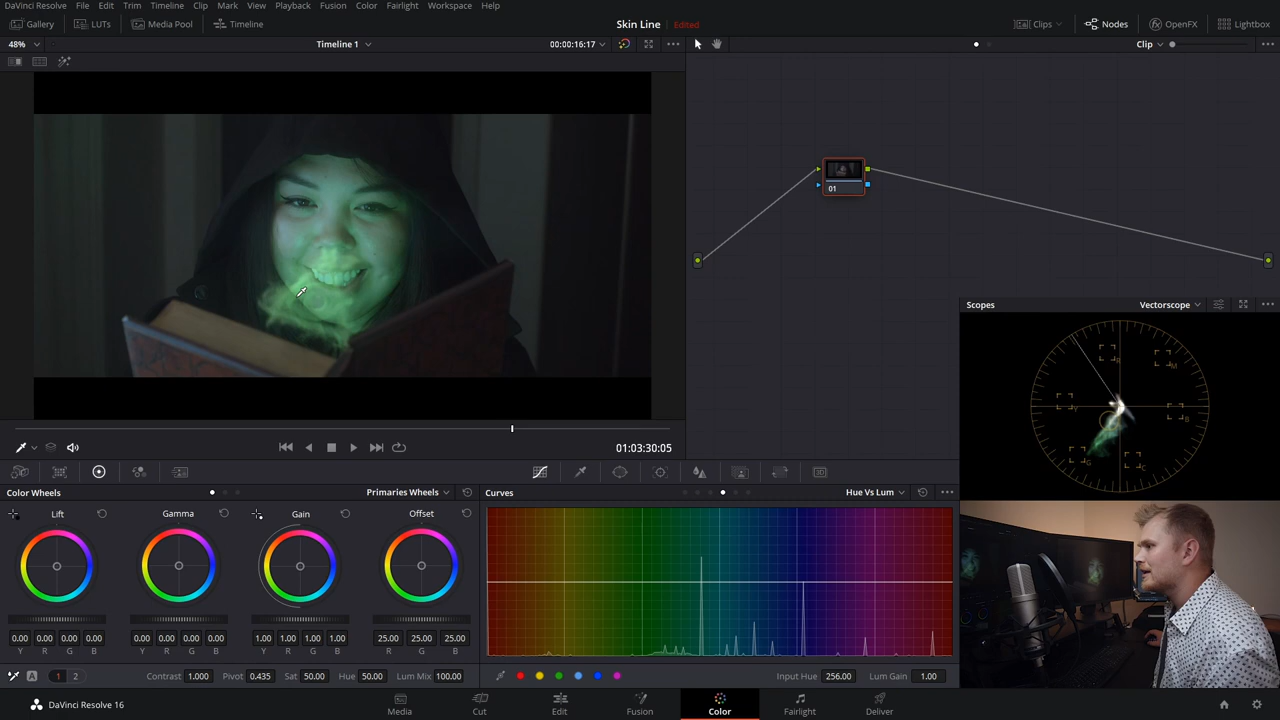 DaVinci Resolve File Edit Trim Timeline Clip Mark View Playback Fusion Color Fairlight Workspace Help
Gallery LUTs Media Pool Timeline Skin Line Edited Clips Nodes OpenFX Lightbox
48% Timeline 1 00:00:16:17 Clip
01
Scopes Vectorscope
R
M
Y
B
G
C
01:03:30:05
Color Wheels Primaries Wheels Curves Hue Vs Lum
Lift Gamma Gain Offset
0.00 0.00 0.00 0.00 0.00 0.00 0.00 0.00 1.00 1.00 1.00 1.00 25.00 25.00 25.00
Y R G B Y R G B Y R G B R G B
A 1 2 Contrast 1.000 Pivot 0.435 Sat 50.00 Hue 50.00 Lum Mix 100.00 Input Hue 256.00 Lum Gain 1.00
DaVinci Resolve 16 Media Cut Edit Fusion Color Fairlight Deliver
3D